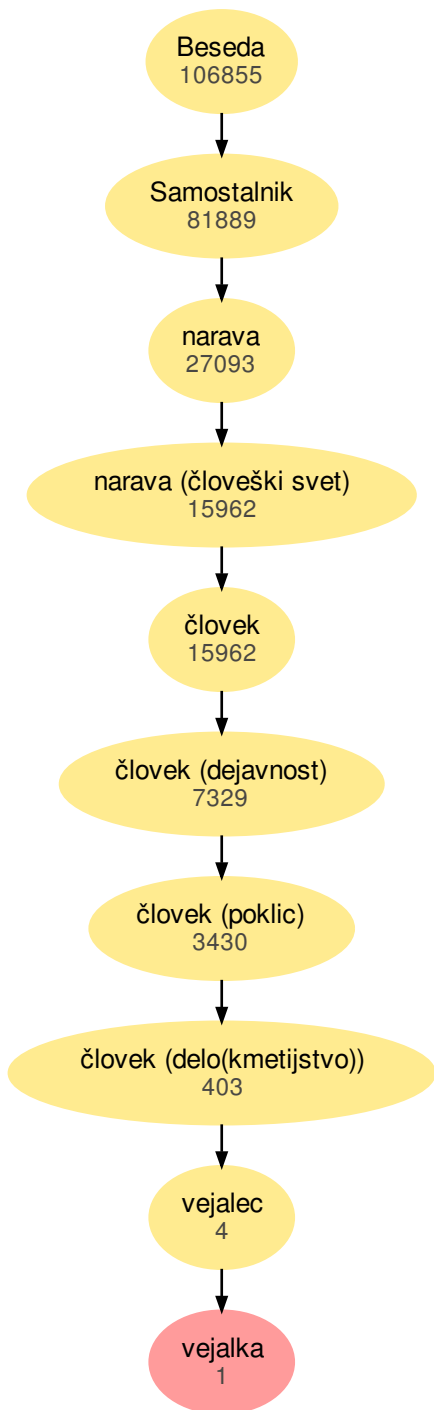 Beseda
106855
Samostalnik
81889
narava
27093
narava (človeški svet)
15962
človek
15962
človek (dejavnost)
7329
človek (poklic)
3430
človek (delo(kmetijstvo))
403
vejalec
4
vejalka
1